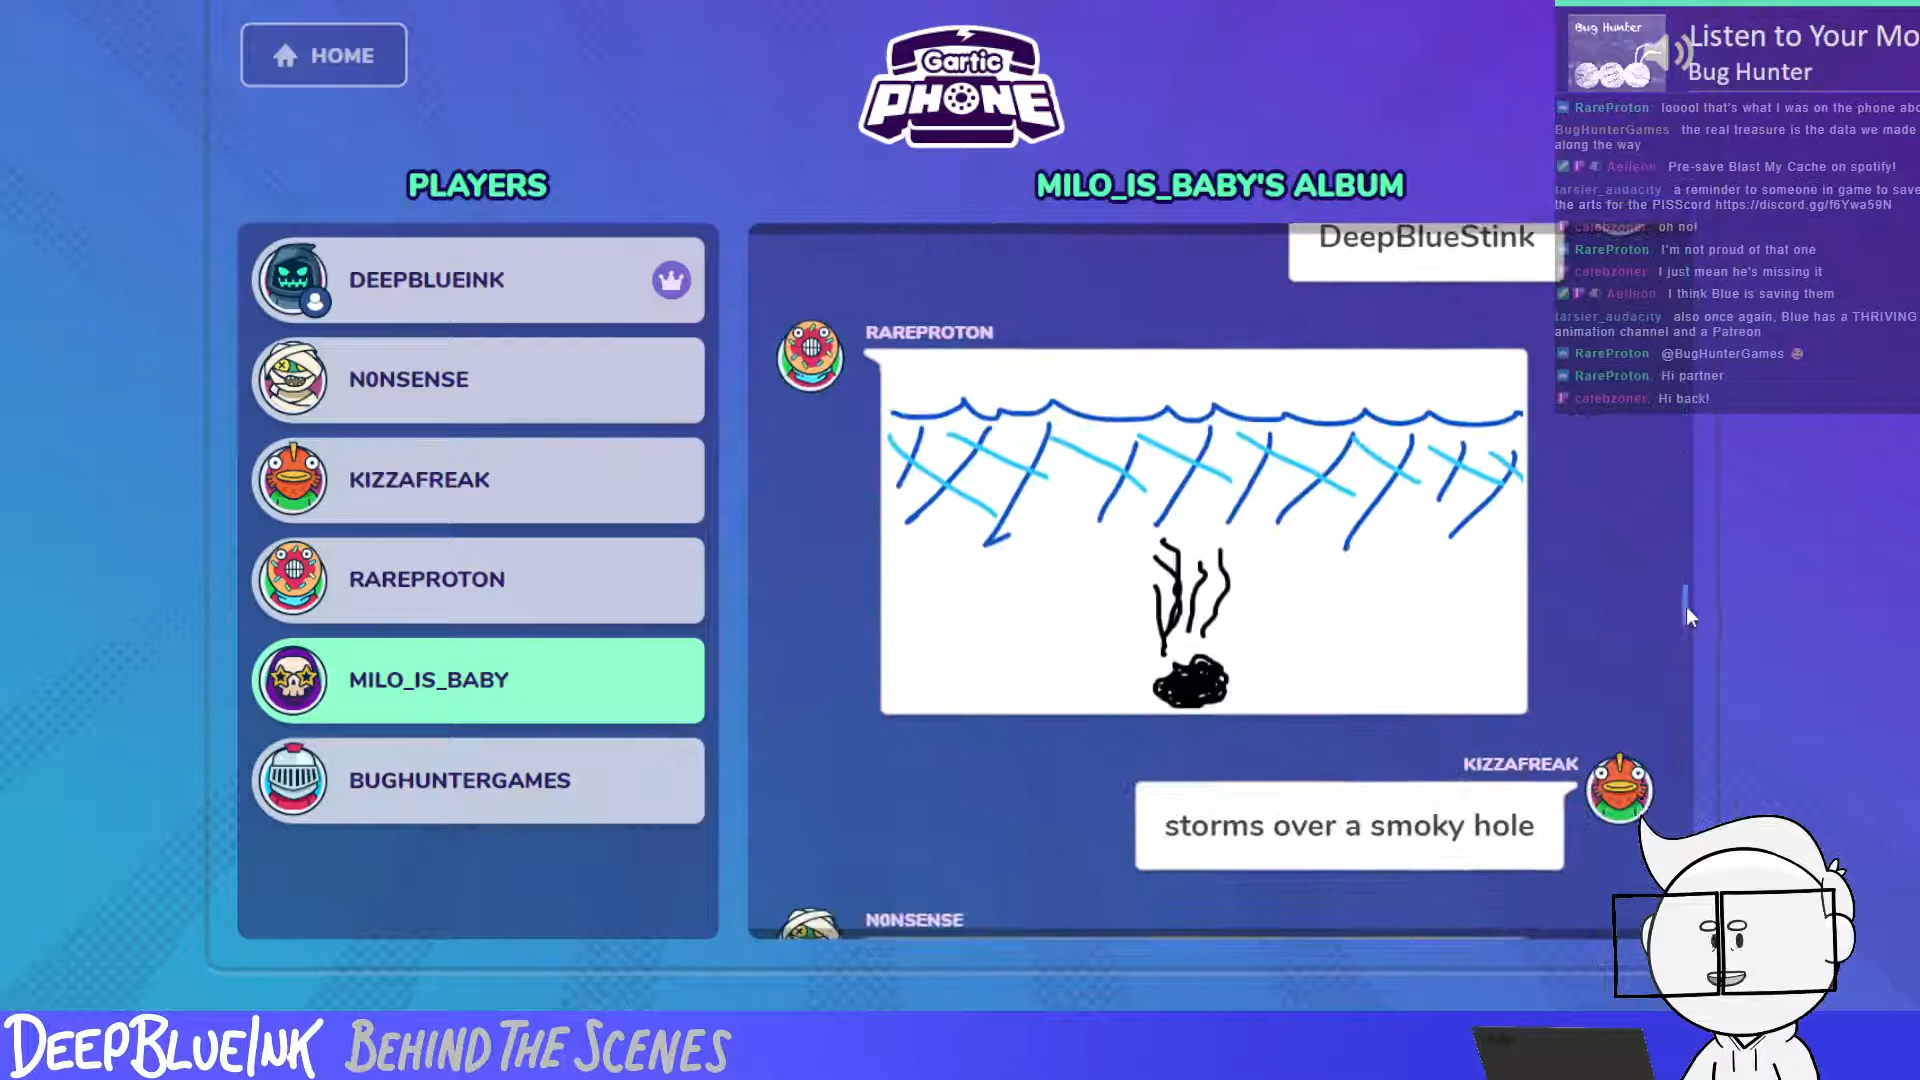 HOME
Gartic
PHONE
PLAYERS
MILO_IS_BABY'S ALBUM
DEEPBLUEINK
N0NSENSE
KIZZAFREAK
RAREPROTON
MILO_IS_BABY
BUGHUNTERGAMES
DeepBlueStink
RAREPROTON
KIZZAFREAK
storms over a smoky hole
N0NSENSE
Bug Hunter
Listen to Your Mo
Bug Hunter
RareProton: looool that's what I was on the phone abo
BugHunterGames the real treasure is the data we made
along the way
Aeileon: Pre-save Blast My Cache on spotify!
tarsier_audacity a reminder to someone in game to save
the arts for the PISScord https://discord.gg/f6Ywa59N
calebzoner: oh no!
RareProton: I'm not proud of that one
calebzoner: I just mean he's missing it
Aeileon: I think Blue is saving them
tarsier_audacity also once again, Blue has a THRIVING
animation channel and a Patreon
RareProton: @BugHunterGames
RareProton: Hi partner
calebzoner: Hi back!
DEEPBLUEINK BEHIND THE SCENES